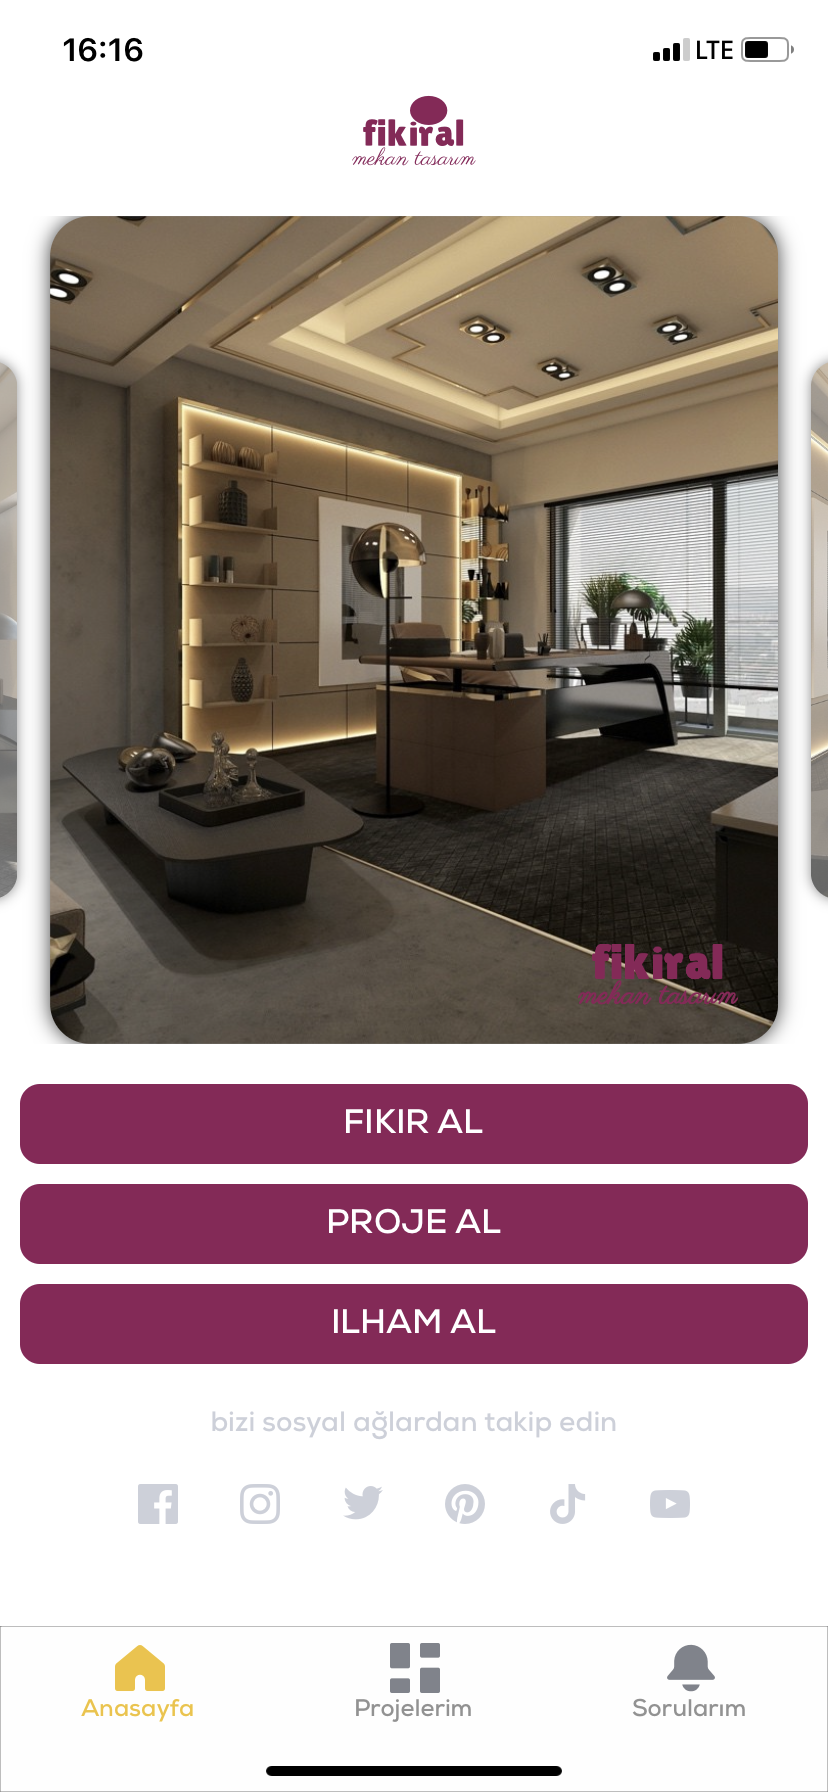 16:16
LTE
fikiral
mekan tasarım
fikiral
mekan tasarım
FIKIR AL
PROJE AL
ILHAM AL
bizi sosyal ağlardan takip edin
Anasayfa
Projelerim
Sorularım